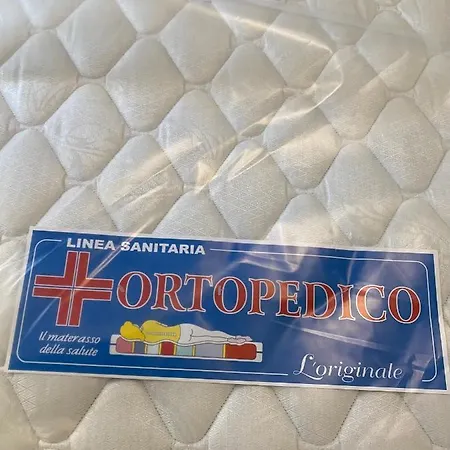 LINEA SANITARIA
ORTOPEDICO
Il materasso
della salute
L'originale